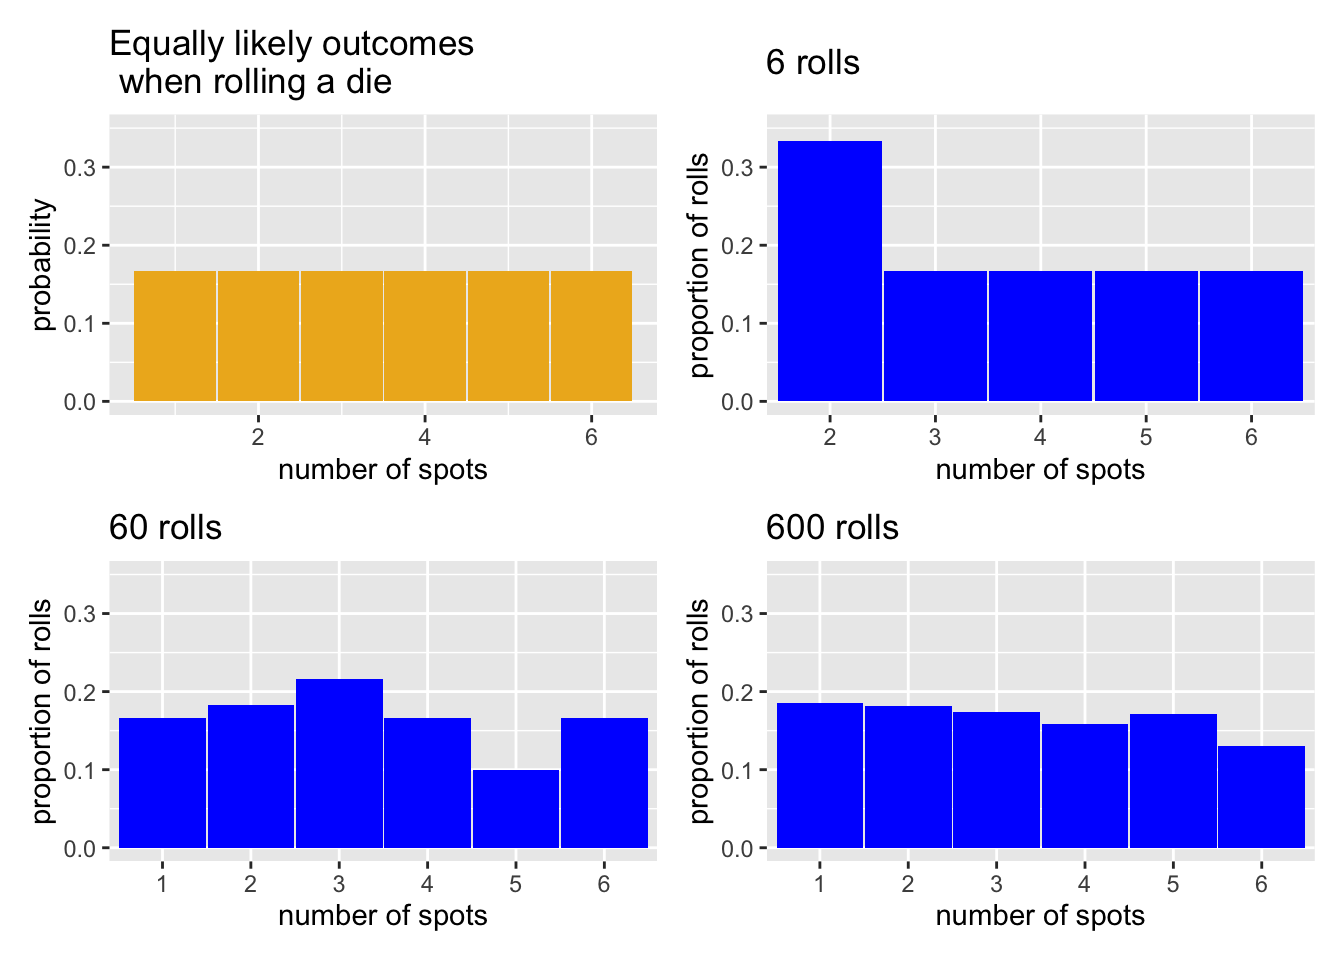 Equally likely outcomes
when rolling a die
probability
0.3
0.2
0.1
0.0
2 4 6
number of spots
6 rolls
proportion of rolls
0.3
0.2
0.1
0.0
2 3 4 5 6
number of spots
60 rolls
proportion of rolls
0.3
0.2
0.1
0.0
1 2 3 4 5 6
number of spots
600 rolls
proportion of rolls
0.3
0.2
0.1
0.0
1 2 3 4 5 6
number of spots